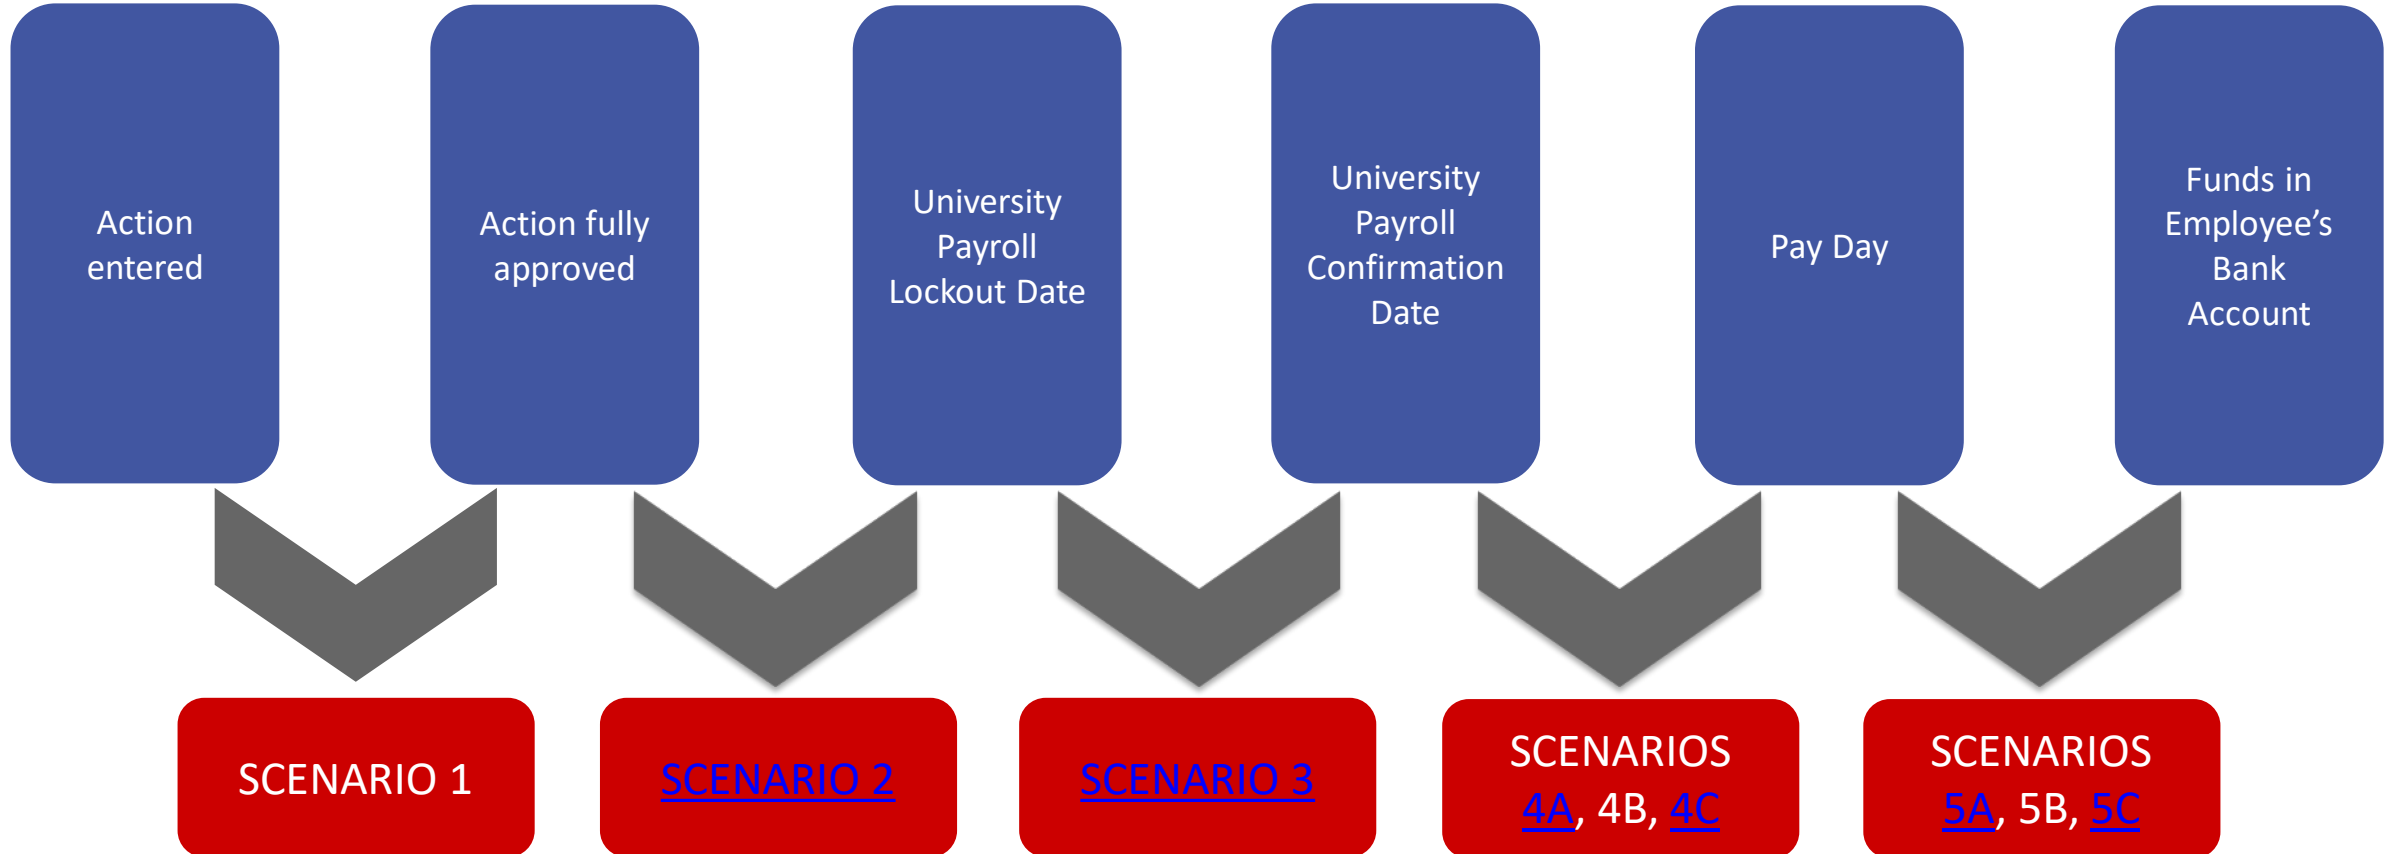 Action
entered
Action fully
approved
University
Payroll
Lockout Date
University
Payroll
Confirmation
Date
Pay Day
Funds in
Employee’s
Bank
Account
SCENARIO 1
SCENARIO 2
SCENARIO 3
SCENARIOS
4A, 4B, 4C
SCENARIOS
5A, 5B, 5C